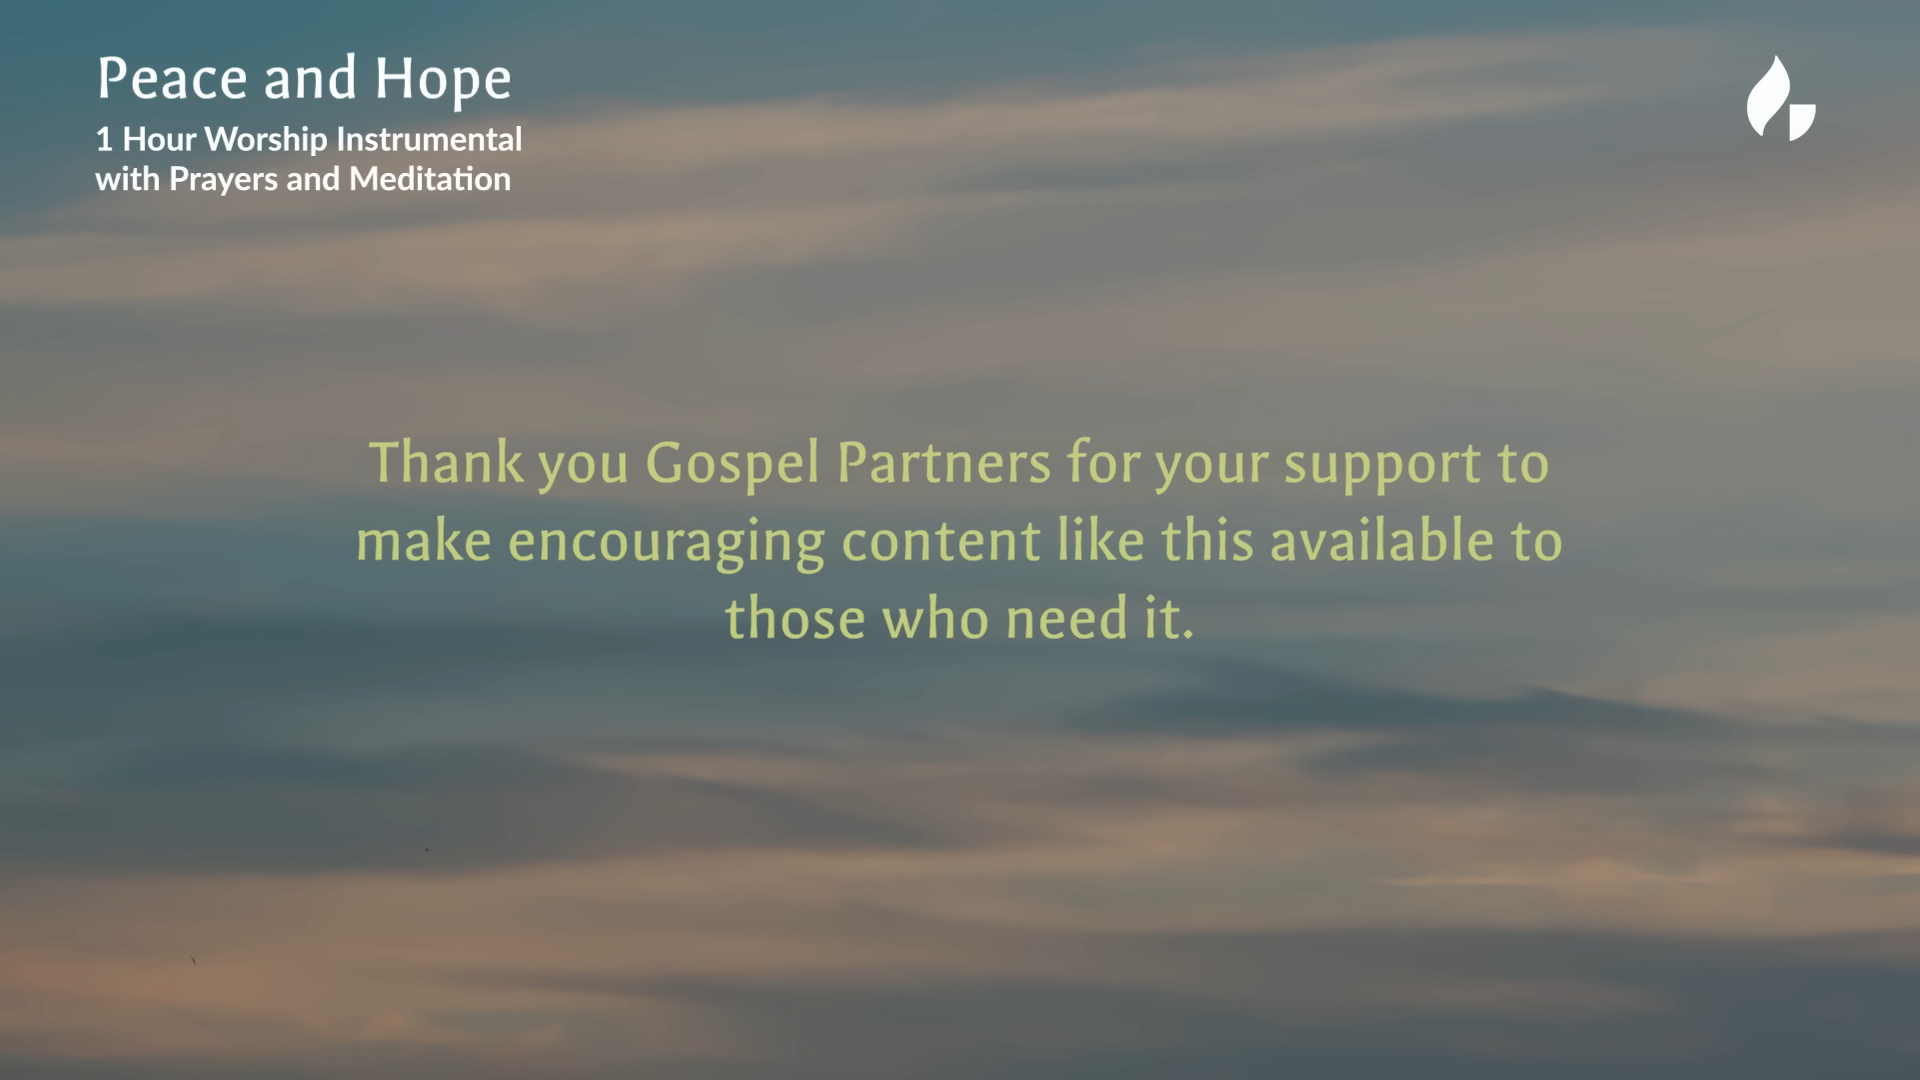 Peace and Hope
1 Hour Worship Instrumental
with Prayers and Meditation
Thank you Gospel Partners for your support to
make encouraging content like this available to
those who need it.